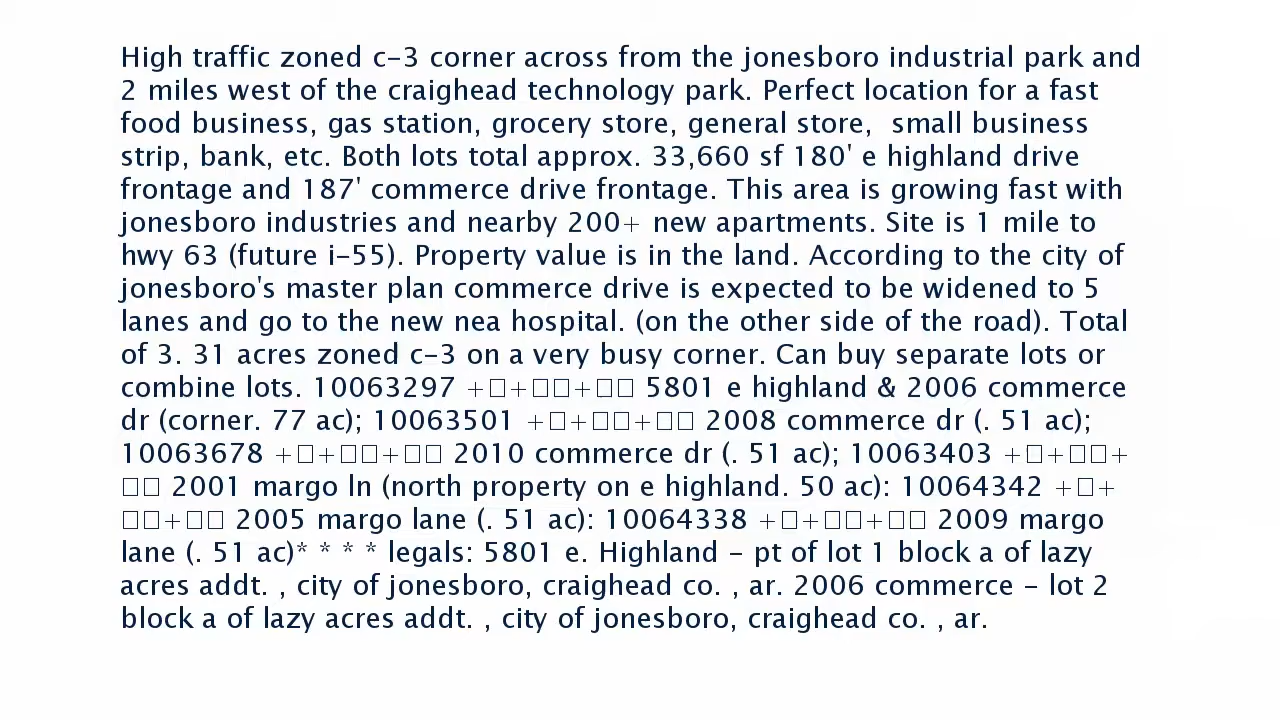 High traffic zoned c-3 corner across from the jonesboro industrial park and
2 miles west of the craighead technology park. Perfect location for a fast
food business, gas station, grocery store, general store,  small business
strip, bank, etc. Both lots total approx. 33,660 sf 180' e highland drive
frontage and 187' commerce drive frontage. This area is growing fast with
jonesboro industries and nearby 200+ new apartments. Site is 1 mile to
hwy 63 (future i-55). Property value is in the land. According to the city of
jonesboro's master plan commerce drive is expected to be widened to 5
lanes and go to the new nea hospital. (on the other side of the road). Total
of 3. 31 acres zoned c-3 on a very busy corner. Can buy separate lots or
combine lots. 10063297 +□+□□+□□ 5801 e highland & 2006 commerce
dr (corner. 77 ac); 10063501 +□+□□+□□ 2008 commerce dr (. 51 ac);
10063678 +□+□□+□□ 2010 commerce dr (. 51 ac); 10063403 +□+□□+
□□ 2001 margo ln (north property on e highland. 50 ac): 10064342 +□+
□□+□□ 2005 margo lane (. 51 ac): 10064338 +□+□□+□□ 2009 margo
lane (. 51 ac)* * * * legals: 5801 e. Highland - pt of lot 1 block a of lazy
acres addt. , city of jonesboro, craighead co. , ar. 2006 commerce - lot 2
block a of lazy acres addt. , city of jonesboro, craighead co. , ar.